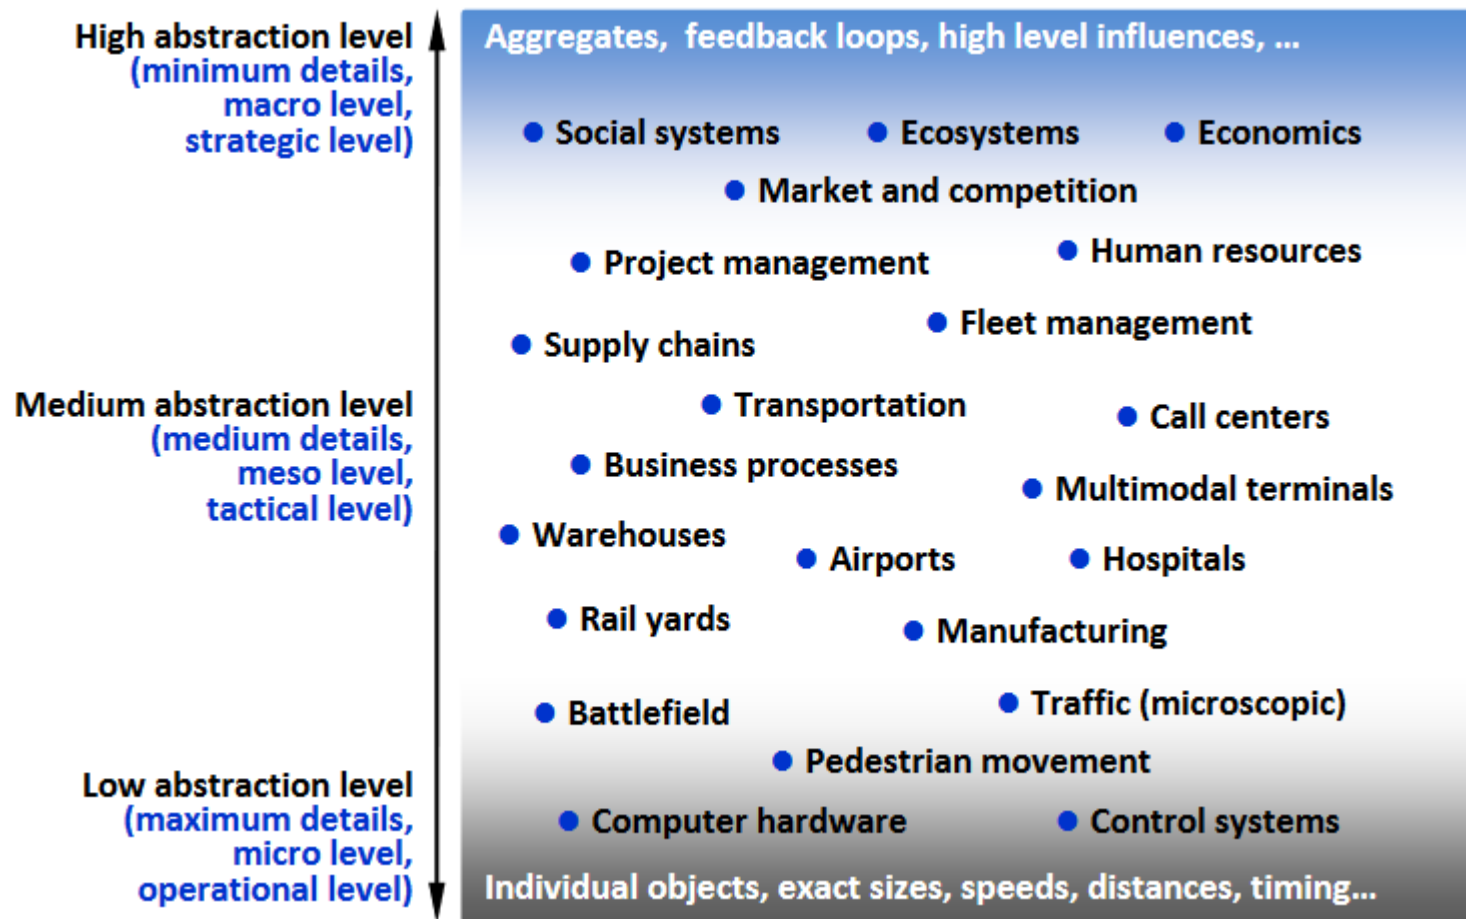 High abstraction level
(minimum details,
macro level,
strategic level)
Aggregates,  feedback loops, high level influences, ...
Social systems
Ecosystems
Economics
Market and competition
Project management
Human resources
Supply chains
Fleet management
Medium abstraction level
(medium details,
meso level,
tactical level)
Transportation
Call centers
Business processes
Multimodal terminals
Warehouses
Airports
Hospitals
Rail yards
Manufacturing
Battlefield
Traffic (microscopic)
Pedestrian movement
Low abstraction level
(maximum details,
micro level,
operational level)
Computer hardware
Control systems
Individual objects, exact sizes, speeds, distances, timing...